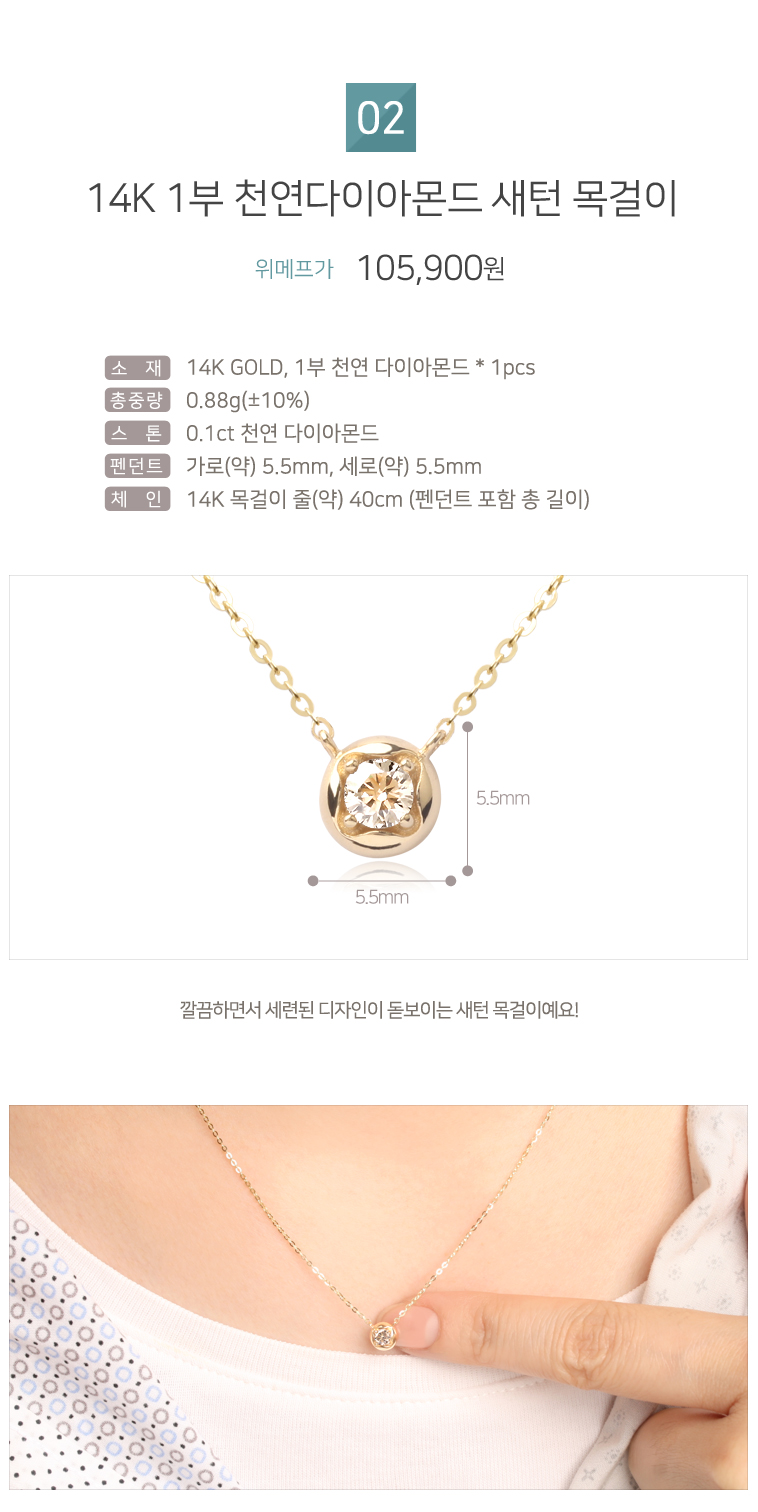 02
14K 1부 천연다이아몬드 새턴 목걸이
위메프가 105,900원
소 재 14K GOLD, 1부 천연 다이아몬드 * 1pcs
총중량 0.88g(±10%)
스 톤 0.1ct 천연 다이아몬드
펜던트 가로(약) 5.5mm, 세로(약) 5.5mm
체 인 14K 목걸이 줄(약) 40cm (펜던트 포함 총 길이)
5.5mm
5.5mm
깔끔하면서 세련된 디자인이 돋보이는 새턴 목걸이예요!